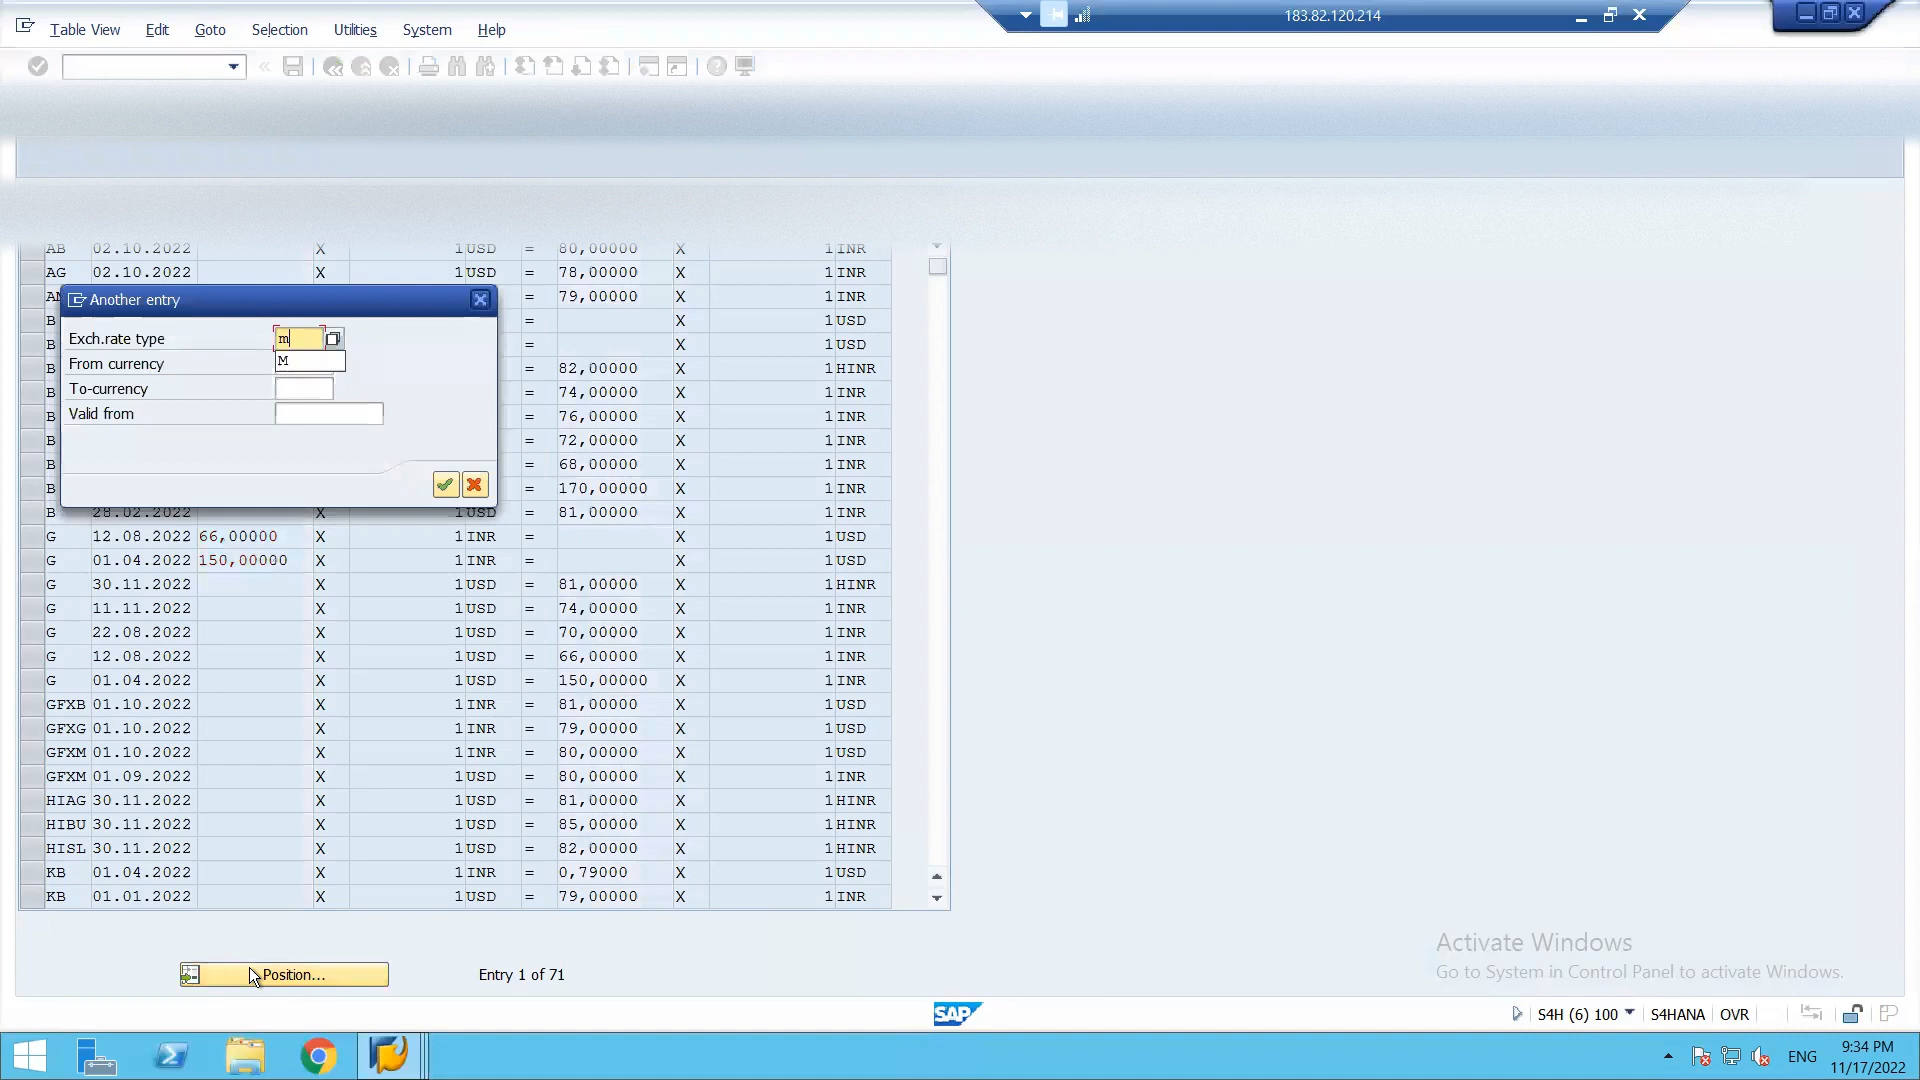 183.82.120.214
Table View Edit Goto Selection Utilities System Help
AB 02.10.2022 X 1 USD = 80,00000 X 1 INR
AG 02.10.2022 X 1 USD = 78,00000 X 1 INR
= 79,00000 X 1 INR
B = 1 USD
B = 1 USD
B = 82,00000 X 1 HINR
B = 74,00000 X 1 INR
B = 76,00000 X 1 INR
B = 72,00000 X 1 INR
B = 68,00000 X 1 INR
B = 170,00000 X 1 INR
B 28.02.2022 X 1 USD = 81,00000 X 1 INR
G 12.08.2022 66,00000 X 1 INR = X 1 USD
G 01.04.2022 150,00000 X 1 INR = X 1 USD
G 30.11.2022 X 1 USD = 81,00000 X 1 HINR
G 11.11.2022 X 1 USD = 74,00000 X 1 INR
G 22.08.2022 X 1 USD = 70,00000 X 1 INR
G 12.08.2022 X 1 USD = 66,00000 X 1 INR
G 01.04.2022 X 1 USD = 150,00000 X 1 INR
GFXB 01.10.2022 X 1 INR = 81,00000 X 1 USD
GFXG 01.10.2022 X 1 INR = 79,00000 X 1 USD
GFXM 01.10.2022 X 1 INR = 80,00000 X 1 USD
GFXM 01.09.2022 X 1 USD = 80,00000 X 1 INR
HIAG 30.11.2022 X 1 USD = 81,00000 X 1 HINR
HIBU 30.11.2022 X 1 USD = 85,00000 X 1 HINR
HISL 30.11.2022 X 1 USD = 82,00000 X 1 HINR
KB 01.04.2022 X 1 INR = 0,79000 X 1 USD
KB 01.01.2022 X 1 USD = 79,00000 X 1 INR
Another entry
Exch.rate type m
M
From currency
To-currency
Valid from
Position... Entry 1 of 71
Activate Windows
Go to System in Control Panel to activate Windows.
SAP S4H (6) 100 S4HANA OVR
ENG 9:34 PM
11/17/2022